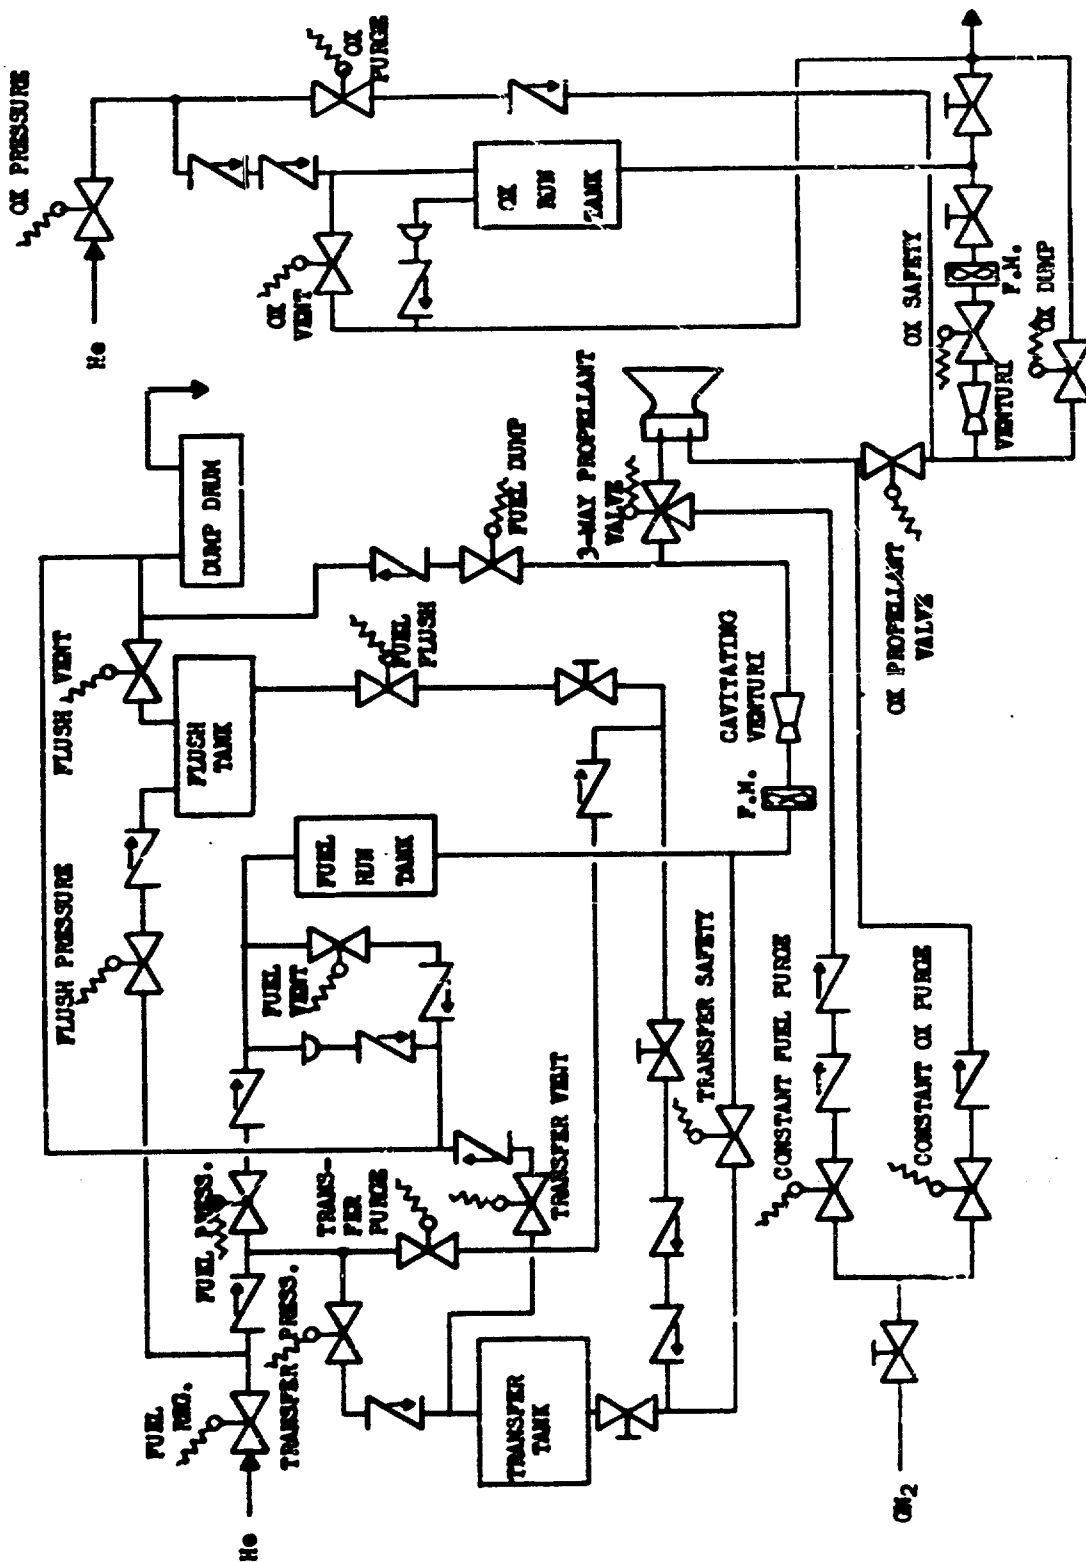 He
FUEL
REG.
TRANSFER PRESS.
FUEL PRESS.
TRANS-
FER
PURGE
TRANSFER
TANK
TRANSFER VENT
FLUSH PRESSURE
FUEL
VENT
FUEL
RUN
TANK
FLUSH
TANK
FLUSH VENT
DUMP DRUM
FUEL
FLUSH
FUEL DUMP
TRANSFER SAFETY
F.M.
CAVITATING
VENTURI
3-WAY PROPELLANT
VALVE
GN2
CONSTANT FUEL PURGE
CONSTANT OX PURGE
OX PROPELLANT
VALVE
He
OX PRESSURE
OX
PURGE
OX
VENT
OX
RUN
TANK
OX SAFETY
F.M.
VENTURI
OX DUMP